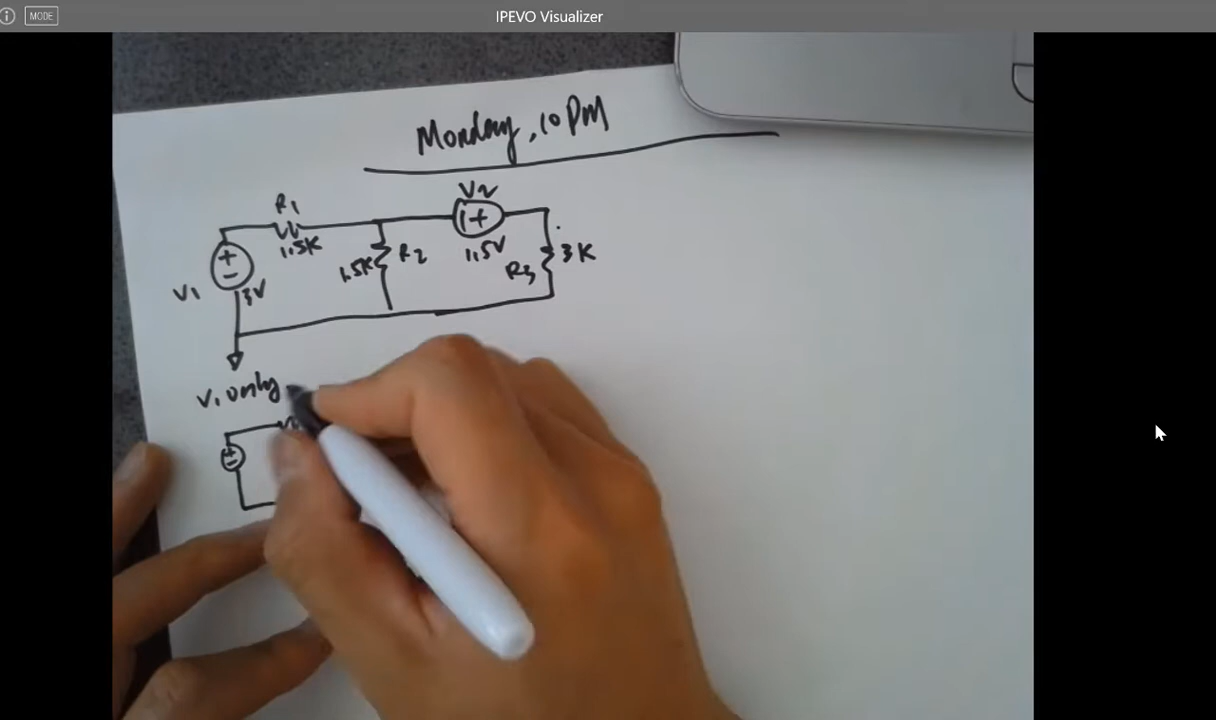 MODE
IPEVO Visualizer
Monday, 10 PM
R1
V2
1.5K
1.5K
R2
1.5V
R3
3K
V1
3V
V1 only